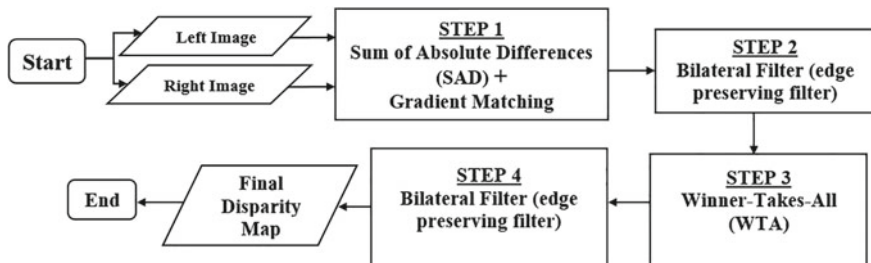 Start
Left Image
Right Image
STEP 1
Sum of Absolute Differences
(SAD) +
Gradient Matching
STEP 2
Bilateral Filter (edge
preserving filter)
STEP 3
Winner-Takes-All
(WTA)
STEP 4
Bilateral Filter (edge
preserving filter)
Final
Disparity
Map
End